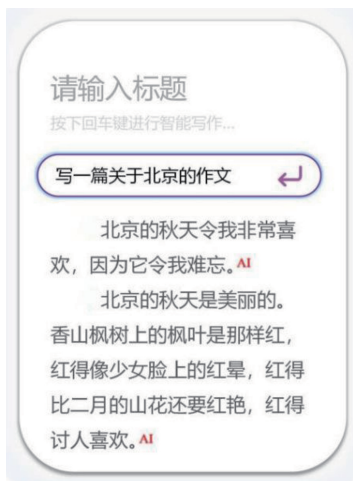 请输入标题
按下回车键进行智能写作...
写一篇关于北京的作文
北京的秋天令我非常喜
欢，因为它令我难忘。AI
北京的秋天是美丽的。
香山枫树上的枫叶是那样红，
红得像少女脸上的红晕，红得
比二月的山花还要红艳，红得
讨人喜欢。AI